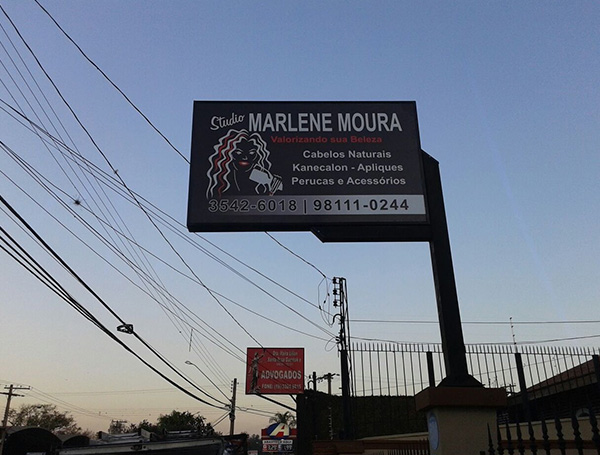 Studio MARLENE MOURA
Valorizando sua Beleza
Cabelos Naturais
Kanecalon - Apliques
Perucas e Acessórios
3542-6018 | 98111-0244
ADVOGADOS